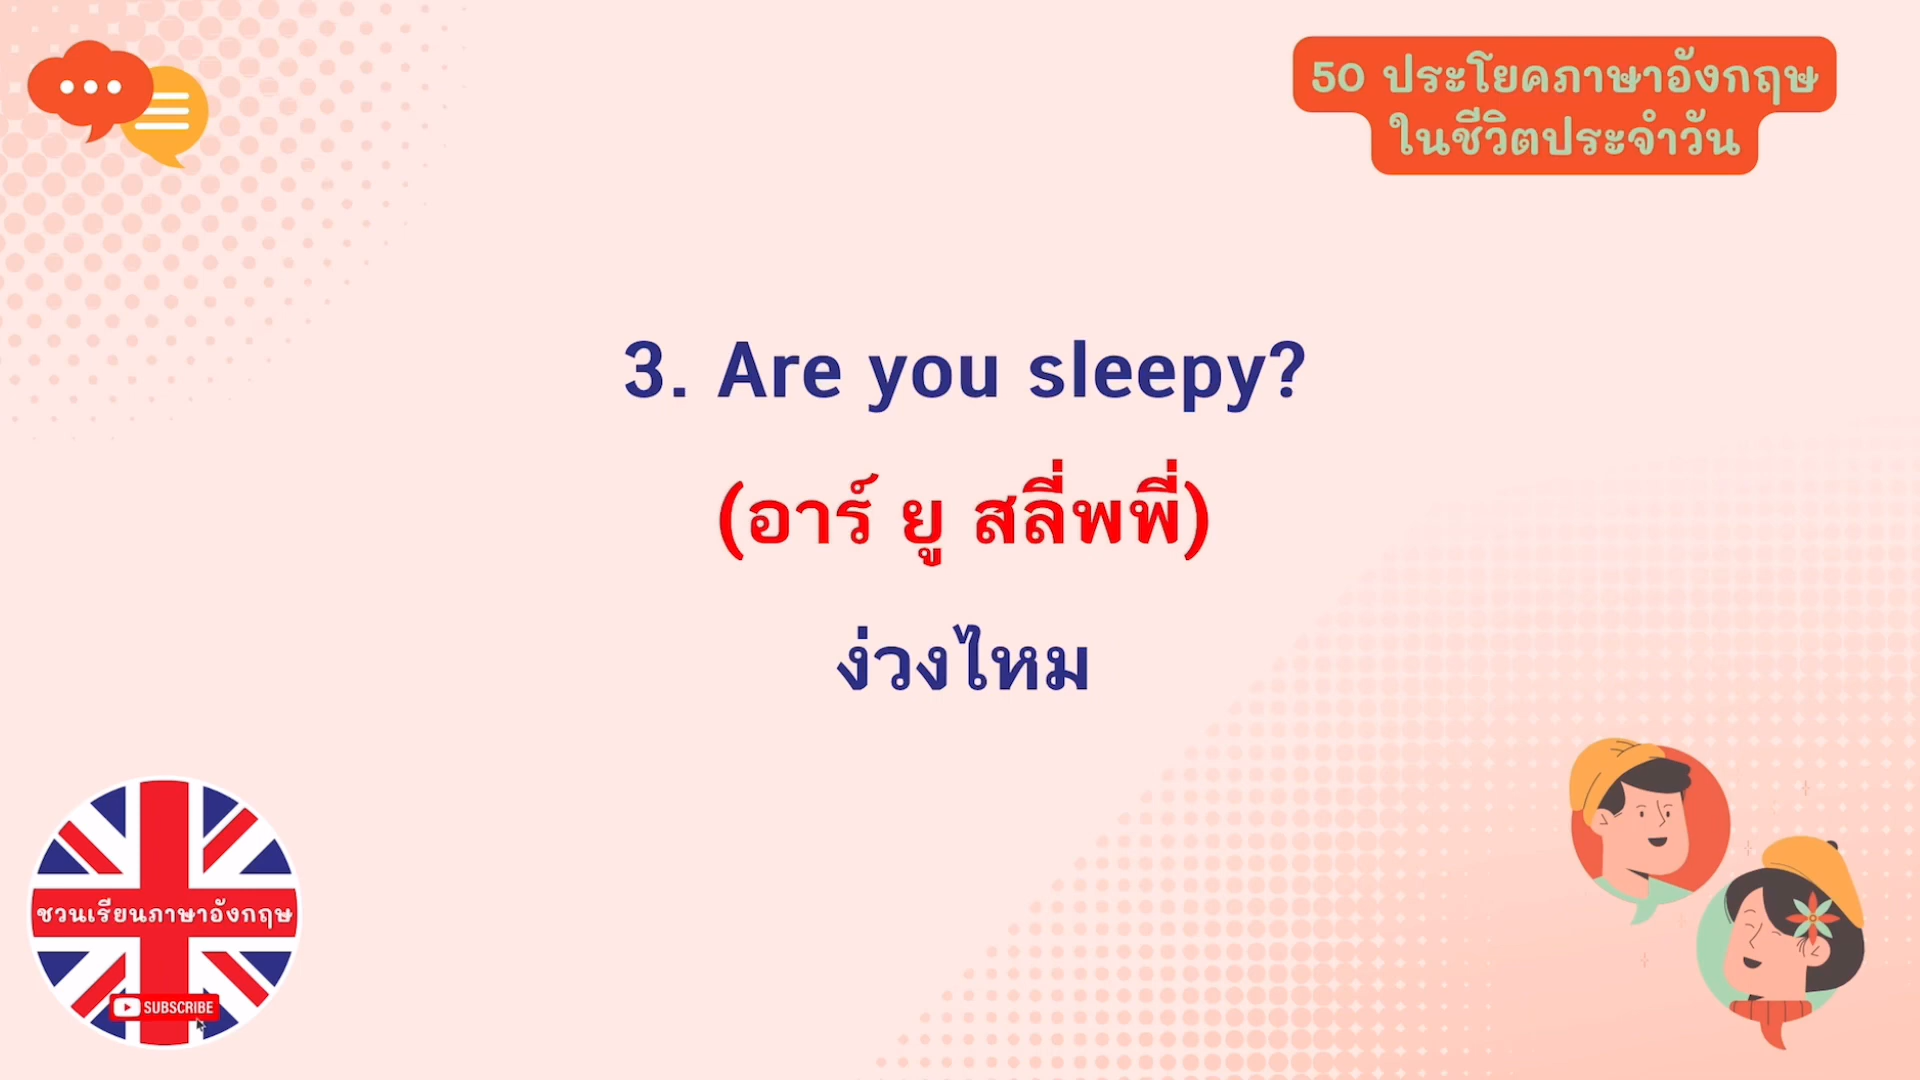 50 ประโยคภาษาอังกฤษ
ในชีวิตประจำวัน
3. Are you sleepy?
(อาร์ ยู สลี่พพี่)
ง่วงไหม
ชวนเรียนภาษาอังกฤษ
SUBSCRIBE